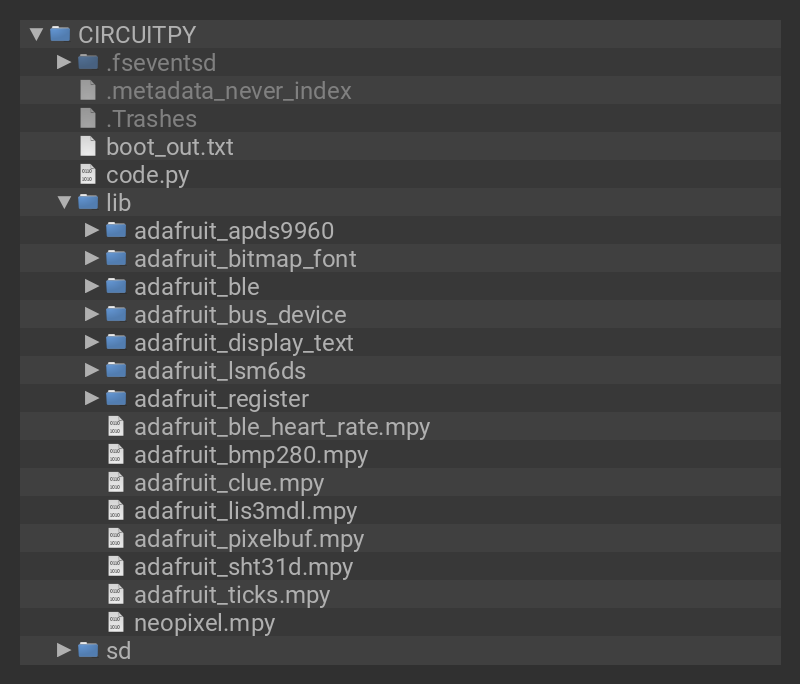 CIRCUITPY
.fseventsd
.metadata_never_index
.Trashes
boot_out.txt
code.py
lib
adafruit_apds9960
adafruit_bitmap_font
adafruit_ble
adafruit_bus_device
adafruit_display_text
adafruit_lsm6ds
adafruit_register
adafruit_ble_heart_rate.mpy
adafruit_bmp280.mpy
adafruit_clue.mpy
adafruit_lis3mdl.mpy
adafruit_pixelbuf.mpy
adafruit_sht31d.mpy
adafruit_ticks.mpy
neopixel.mpy
sd